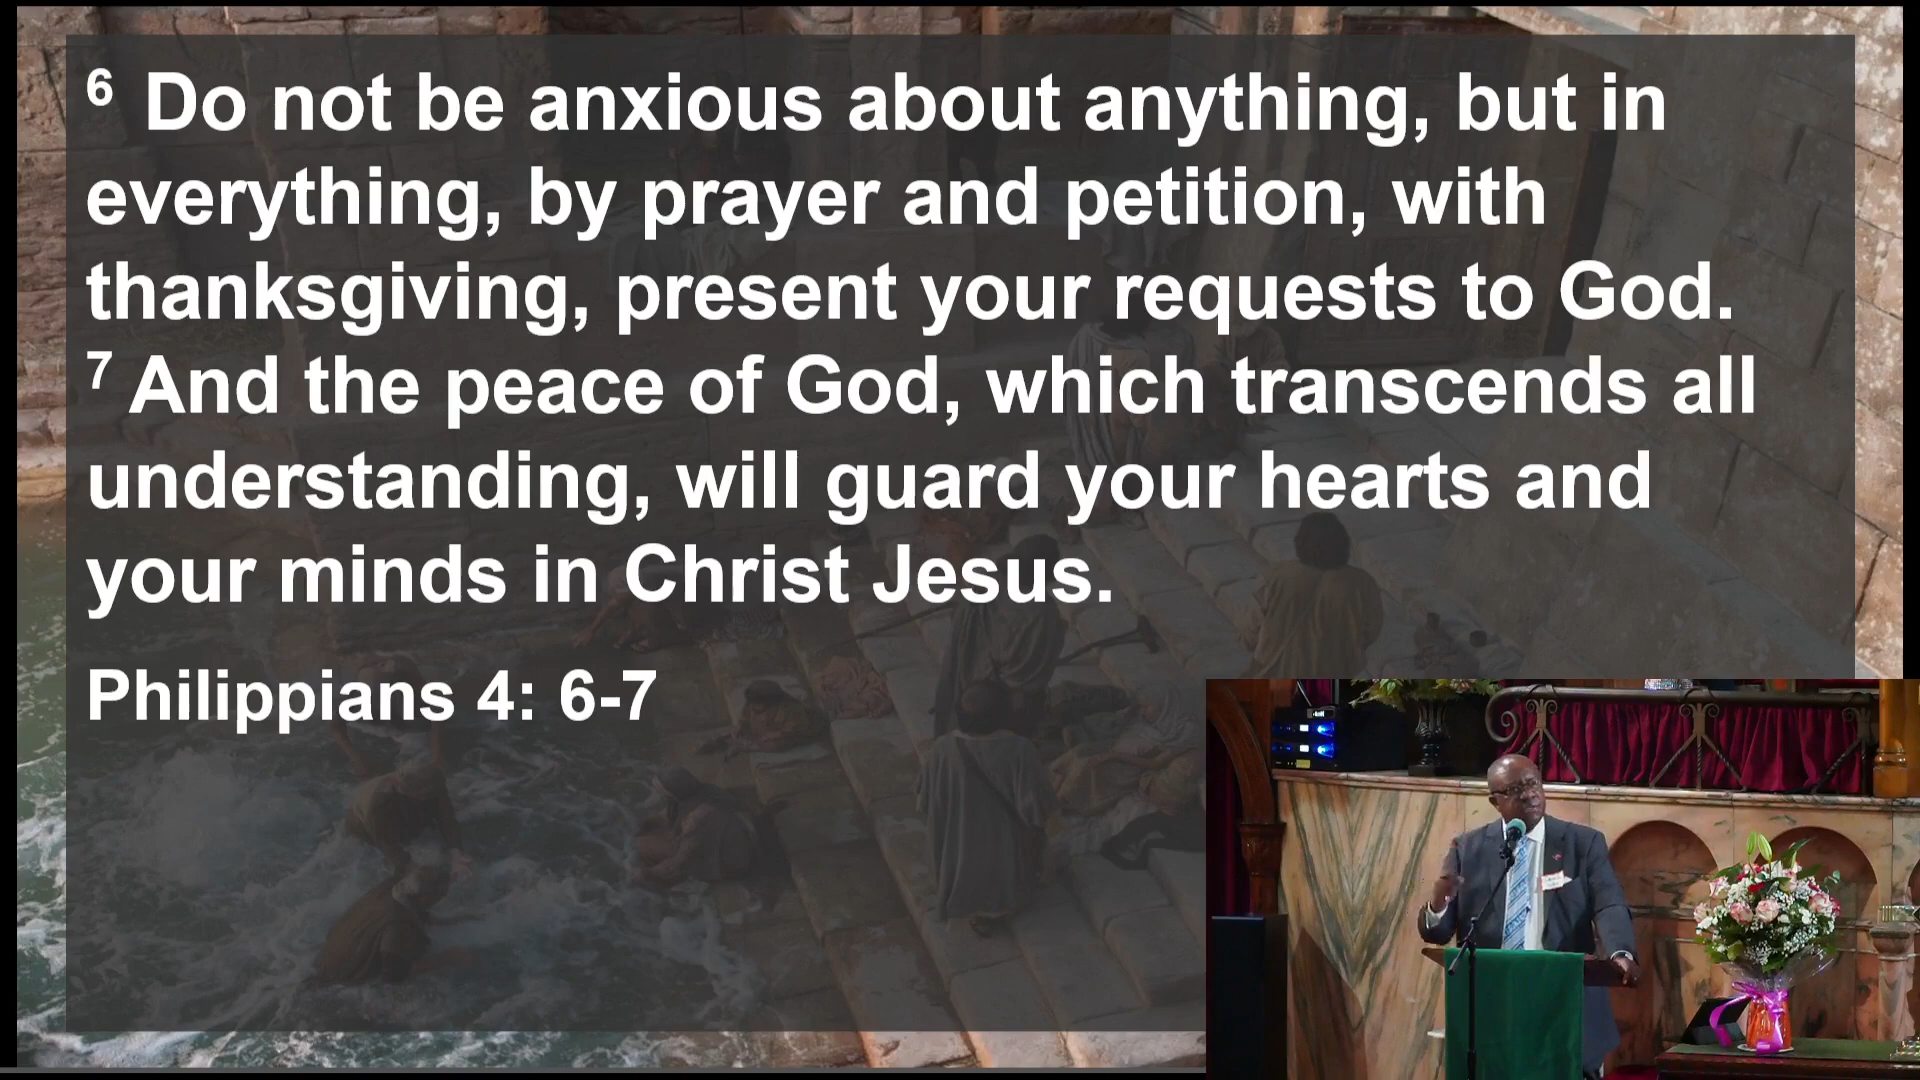 6 Do not be anxious about anything, but in
everything, by prayer and petition, with
thanksgiving, present your requests to God.
7 And the peace of God, which transcends all
understanding, will guard your hearts and
your minds in Christ Jesus.
Philippians 4: 6-7